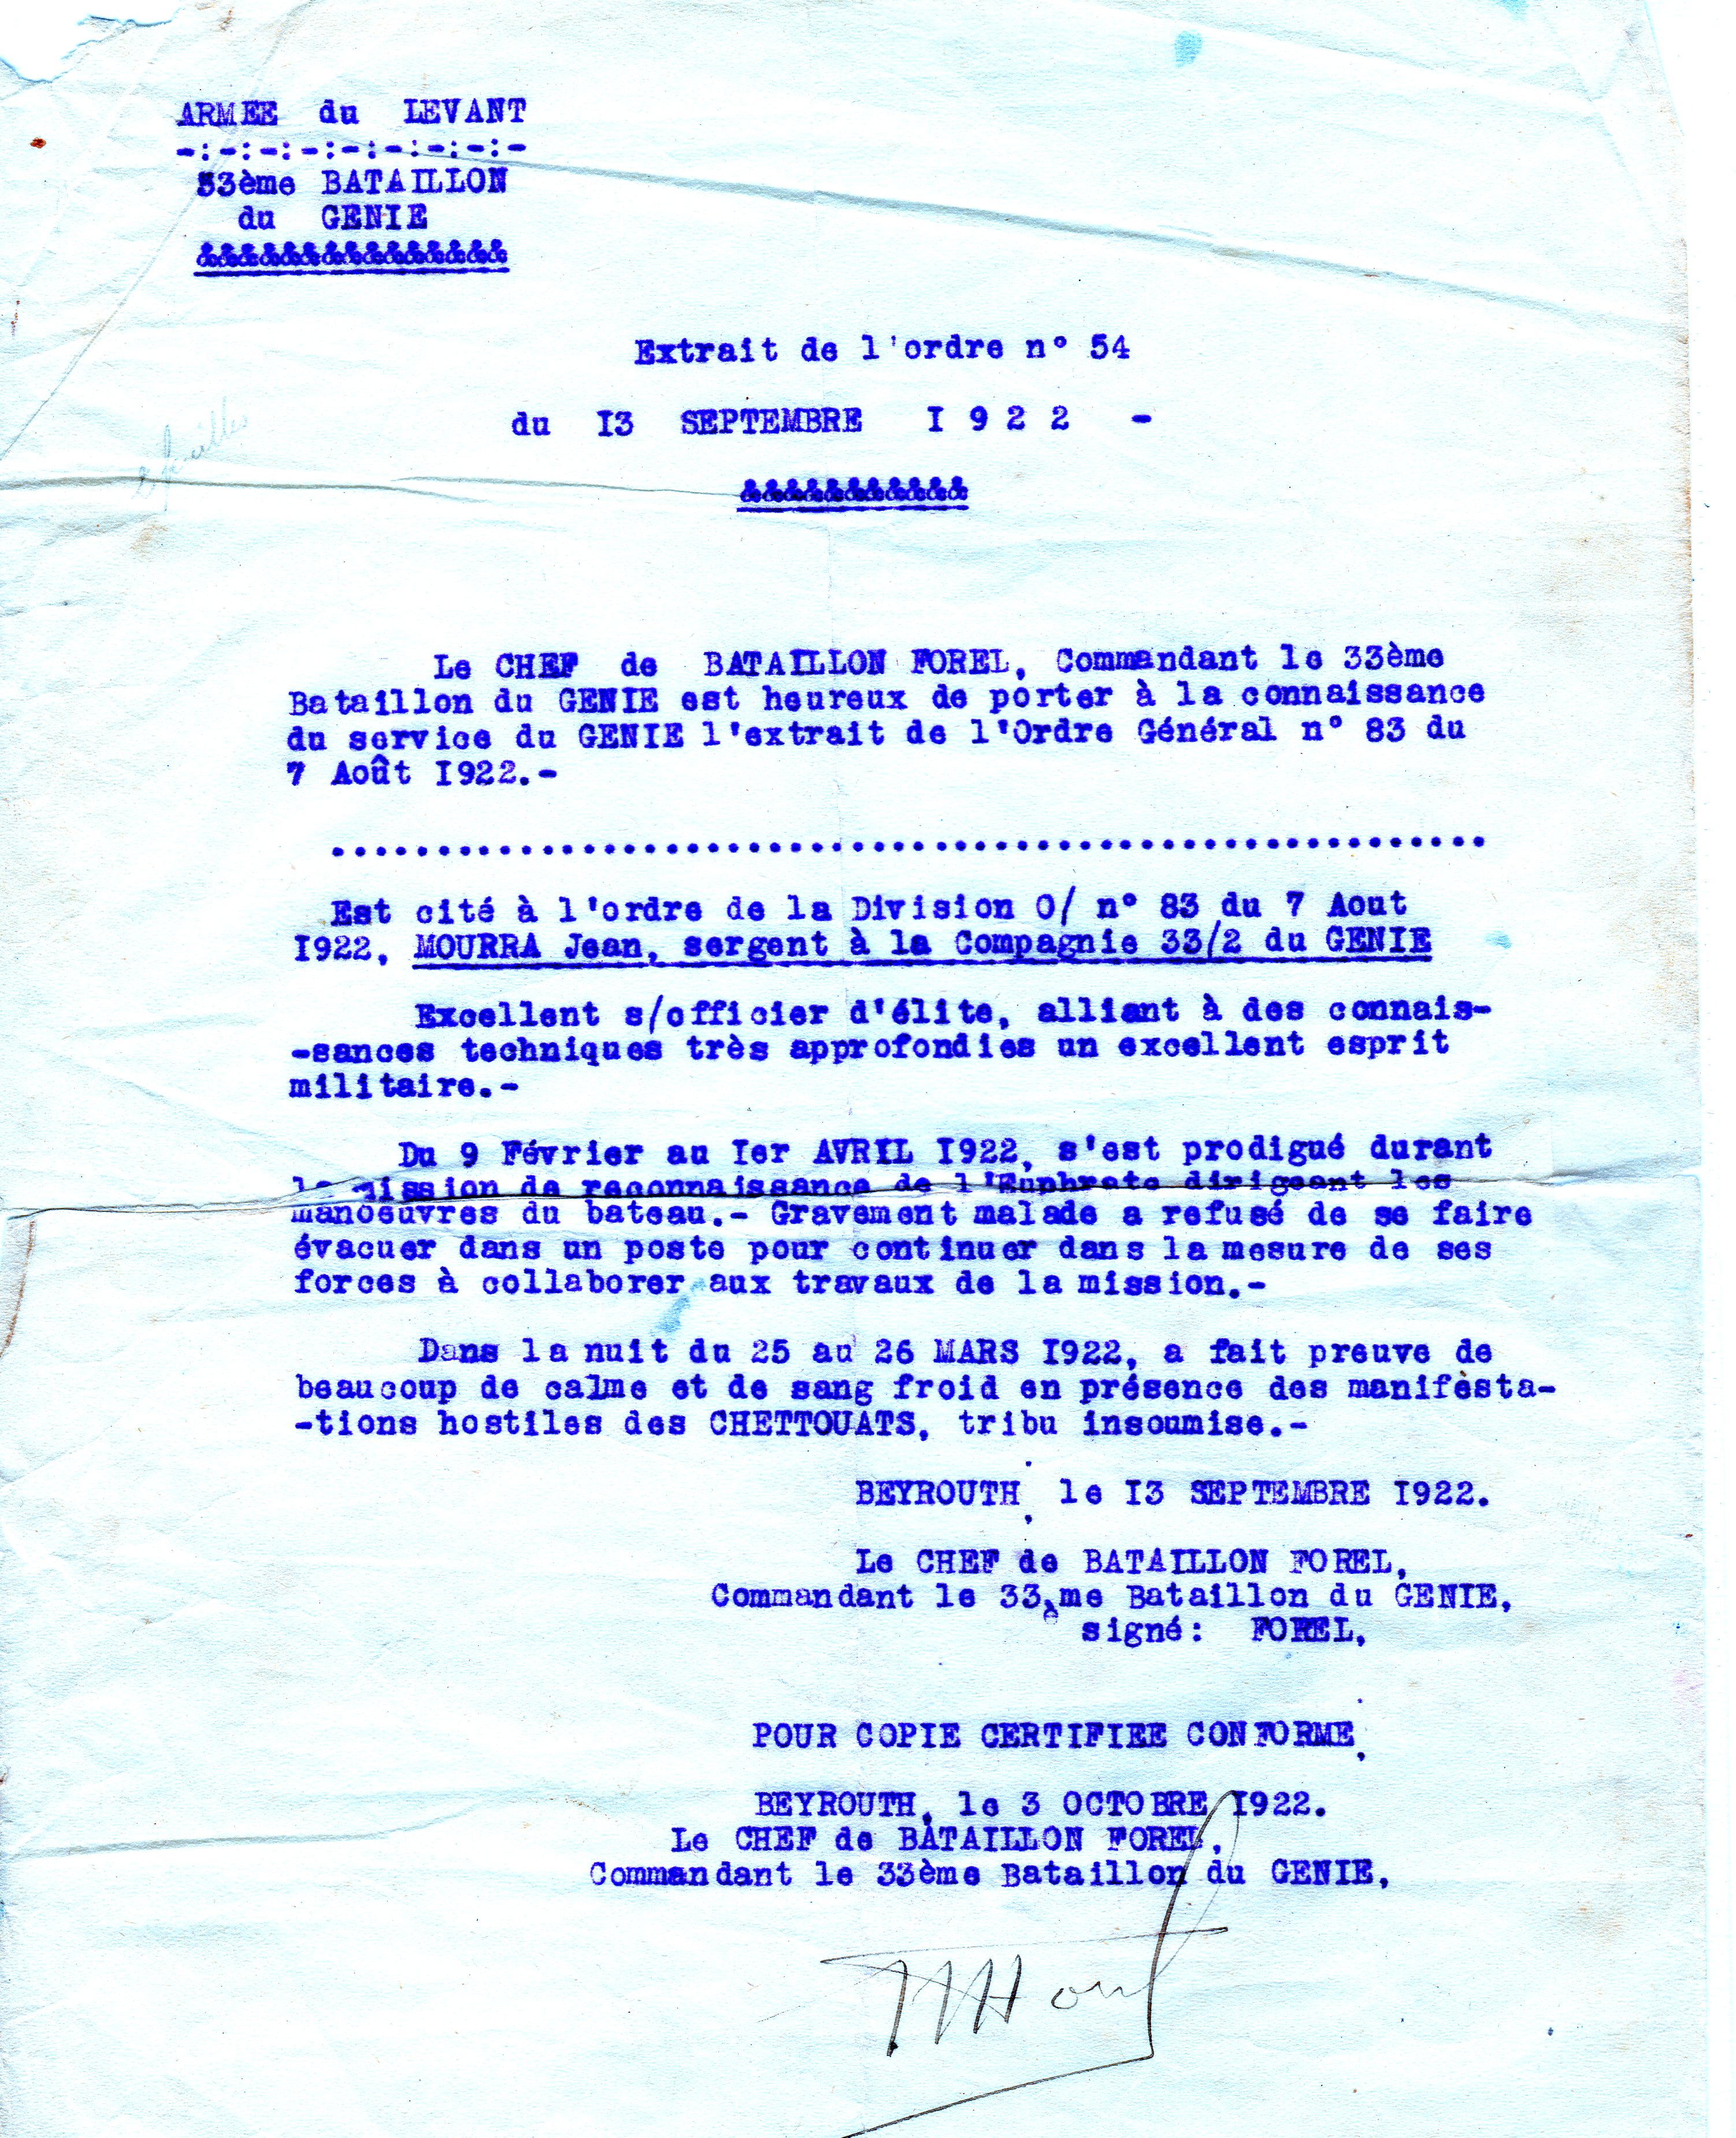 ARMEE du LEVANT
-:-:-:-:-:-:-:-:-
33ème BATAILLON
du GENIE
&&&&&&&&&&&&&&&
Extrait de l'ordre n° 54
du I3 SEPTEMBRE I 9 2 2 -
&&&&&&&&&&&
Le CHEF de BATAILLON FOREL, Commandant le 33ème
Bataillon du GENIE est heureux de porter à la connaissance
du service du GENIE l'extrait de l'Ordre Général n° 83 du
7 Août I922.-
........................................................
Est cité à l'ordre de la Division O/ n° 83 du 7 Aout
I922, MOURRA Jean, sergent à la Compagnie 33/2 du GENIE
Excellent s/officier d'élite, alliant à des connais-
-sances techniques très approfondies un excellent esprit
militaire.-
Du 9 Février au Ier AVRIL I922, s'est prodigué durant
la mission de reconnaissance de l'Euphrate dirigeant les
manoeuvres du bateau.- Gravement malade a refusé de se faire
évacuer dans un poste pour continuer dans la mesure de ses
forces à collaborer aux travaux de la mission.-
Dans la nuit du 25 au 26 MARS I922, a fait preuve de
beaucoup de calme et de sang froid en présence des manifèsta-
-tions hostiles des CHETTOUATS, tribu insoumise.-
BEYROUTH, le I3 SEPTEMBRE I922.
Le CHEF de BATAILLON FOREL,
Commandant le 33ème Bataillon du GENIE,
signé: FOREL,
POUR COPIE CERTIFIEE CONFORME,
BEYROUTH, le 3 OCTOBRE I922.
Le CHEF de BATAILLON FOREL,
Commandant le 33ème Bataillon du GENIE,